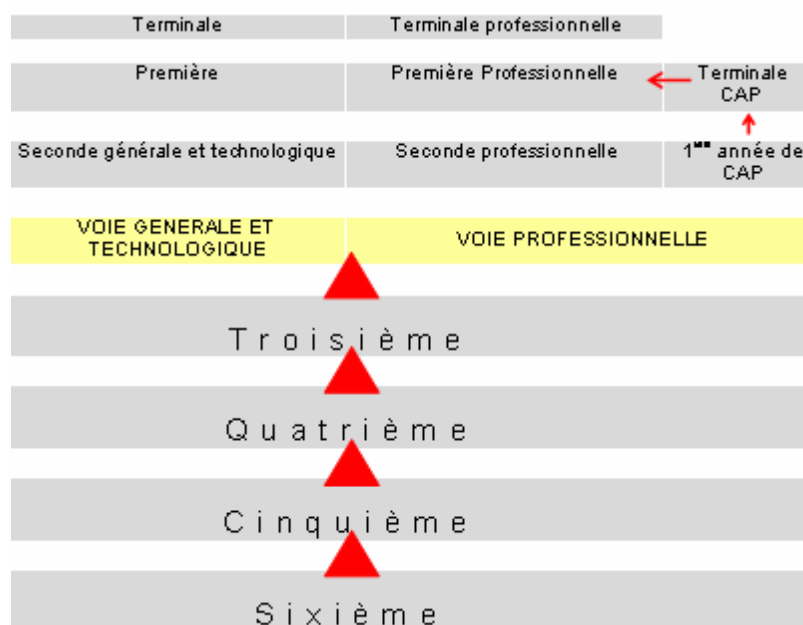 Terminale
Terminale professionnelle
Première
Première Professionnelle
Terminale
CAP
Seconde générale et technologique
Seconde professionnelle
1ère année de
CAP
VOIE GENERALE ET
TECHNOLOGIQUE
VOIE PROFESSIONNELLE
Troisième
Quatrième
Cinquième
Sixième